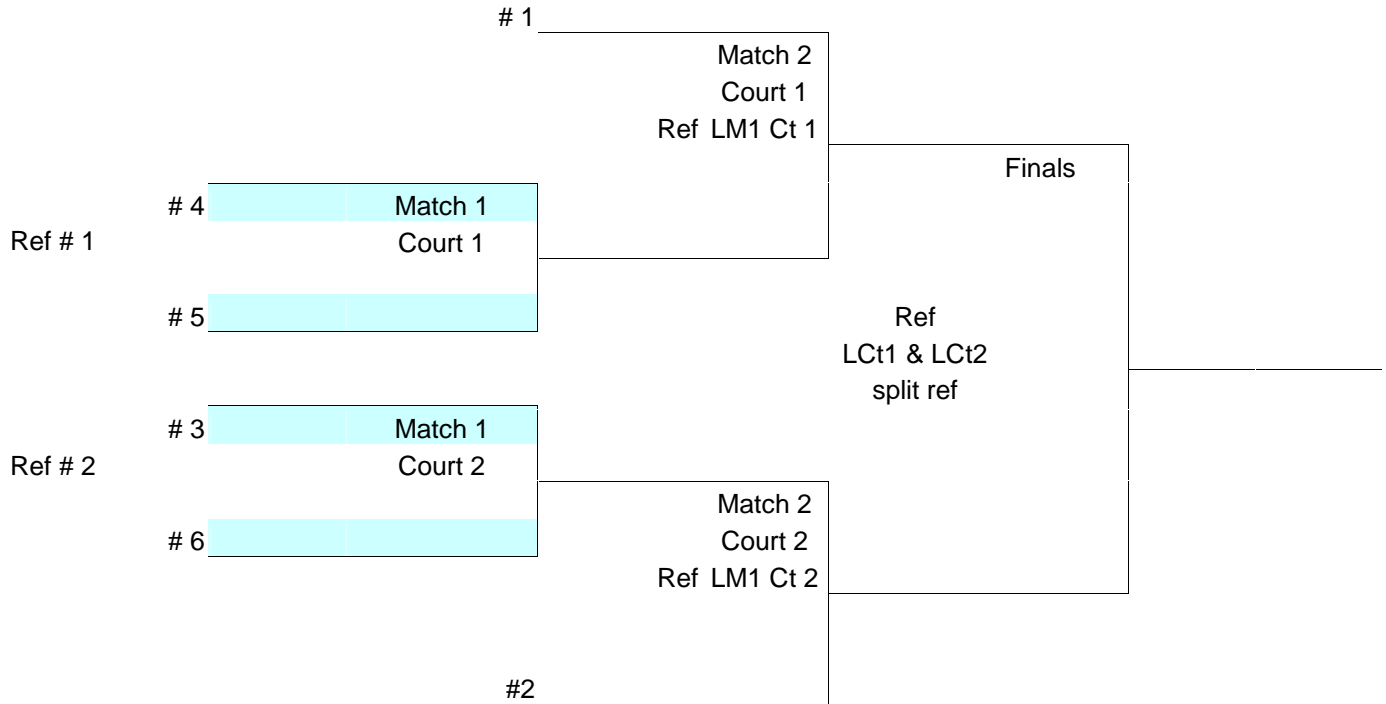 # 1
Match 2
Court 1
Ref LM1 Ct 1
Finals
# 4 Match 1
Ref # 1 Court 1
# 5
Ref
LCt1 & LCt2
split ref
# 3 Match 1
Ref # 2 Court 2
# 6
Match 2
Court 2
Ref LM1 Ct 2
#2